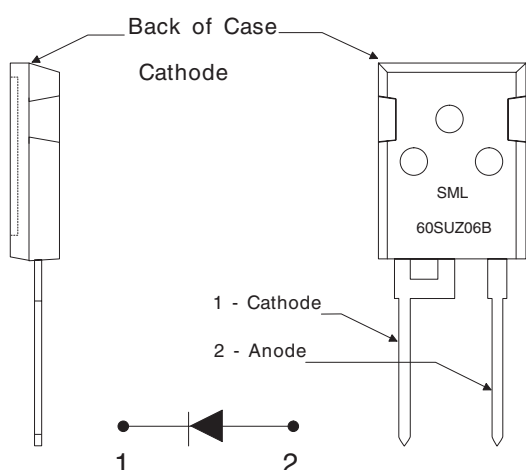 Back of Case
Cathode
SML
60SUZ06B
1 - Cathode
2 - Anode
1 2